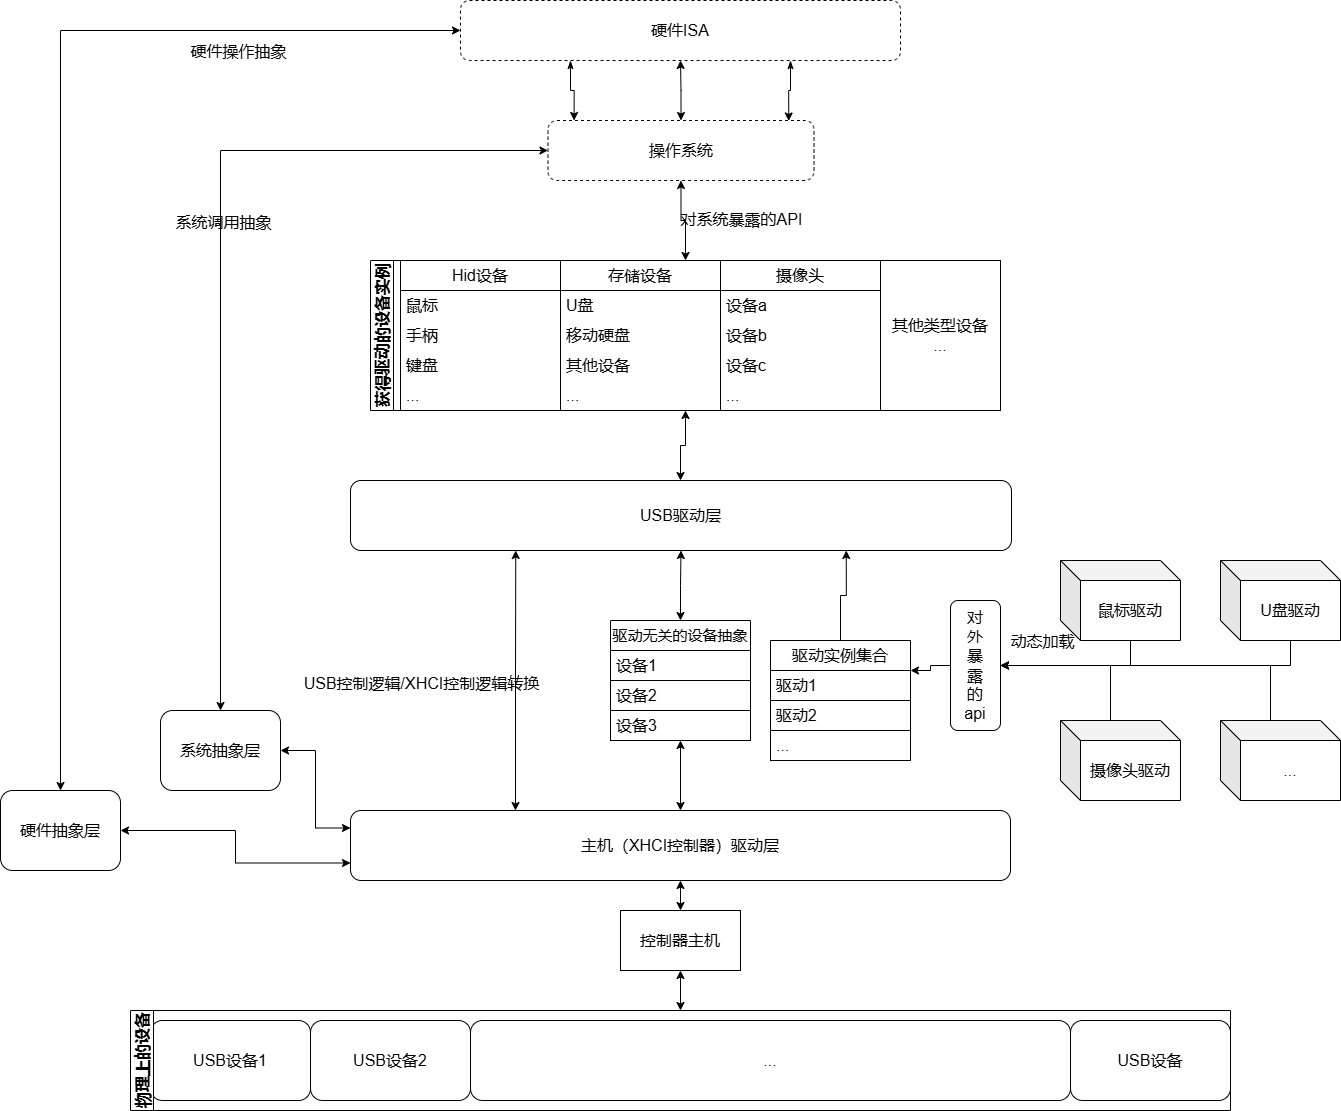 硬件ISA
硬件操作抽象
操作系统
系统调用抽象
对系统暴露的API
获得驱动的设备实例
Hid设备
存储设备
摄像头
鼠标
U盘
设备a
手柄
移动硬盘
设备b
键盘
其他设备
设备c
...
...
...
其他类型设备
...
USB驱动层
鼠标驱动
U盘驱动
对外暴露的api
动态加载
驱动无关的设备抽象
设备1
设备2
设备3
驱动实例集合
驱动1
驱动2
...
USB控制逻辑/XHCI控制逻辑转换
摄像头驱动
...
系统抽象层
硬件抽象层
主机（XHCI控制器）驱动层
控制器主机
物理上的设备
USB设备1
USB设备2
...
USB设备